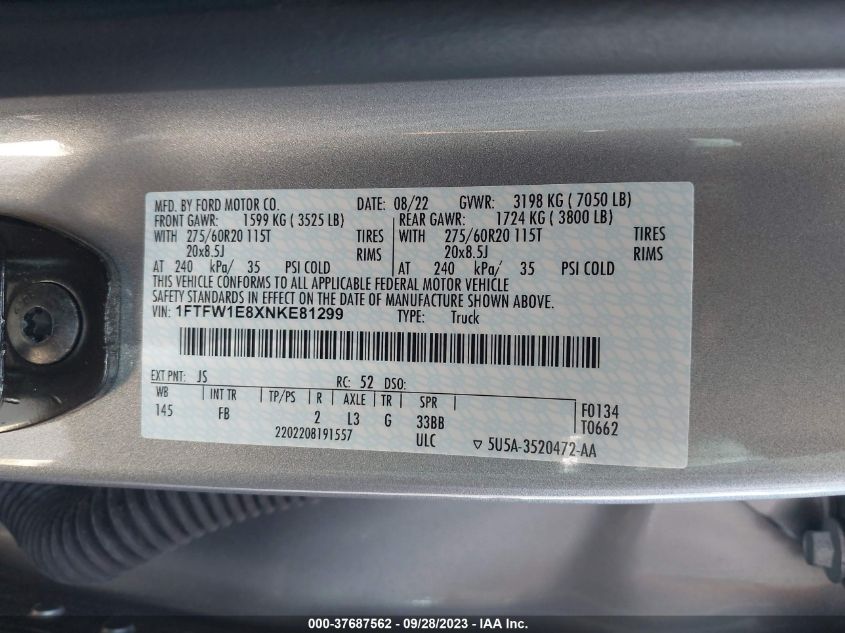 MFD. BY FORD MOTOR CO. DATE: 08/22 GVWR: 3198 KG ( 7050 LB)
FRONT GAWR: 1599 KG ( 3525 LB) REAR GAWR: 1724 KG ( 3800 LB)
WITH 275/60R20 115T TIRES WITH 275/60R20 115T TIRES
20x8.5J RIMS 20x8.5J RIMS
AT 240 kPa/ 35 PSI COLD AT 240 kPa/ 35 PSI COLD
THIS VEHICLE CONFORMS TO ALL APPLICABLE FEDERAL MOTOR VEHICLE
SAFETY STANDARDS IN EFFECT ON THE DATE OF MANUFACTURE SHOWN ABOVE.
VIN: 1FTFW1E8XNKE81299 TYPE: Truck
EXT PNT: JS RC: 52 DSO:
WB INT TR TP/PS R AXLE TR SPR
145 FB 2 L3 G 33BB
F0134
T0662
2202208191557 ULC 5U5A-3520472-AA
000-37687562 - 09/28/2023 - IAA Inc.